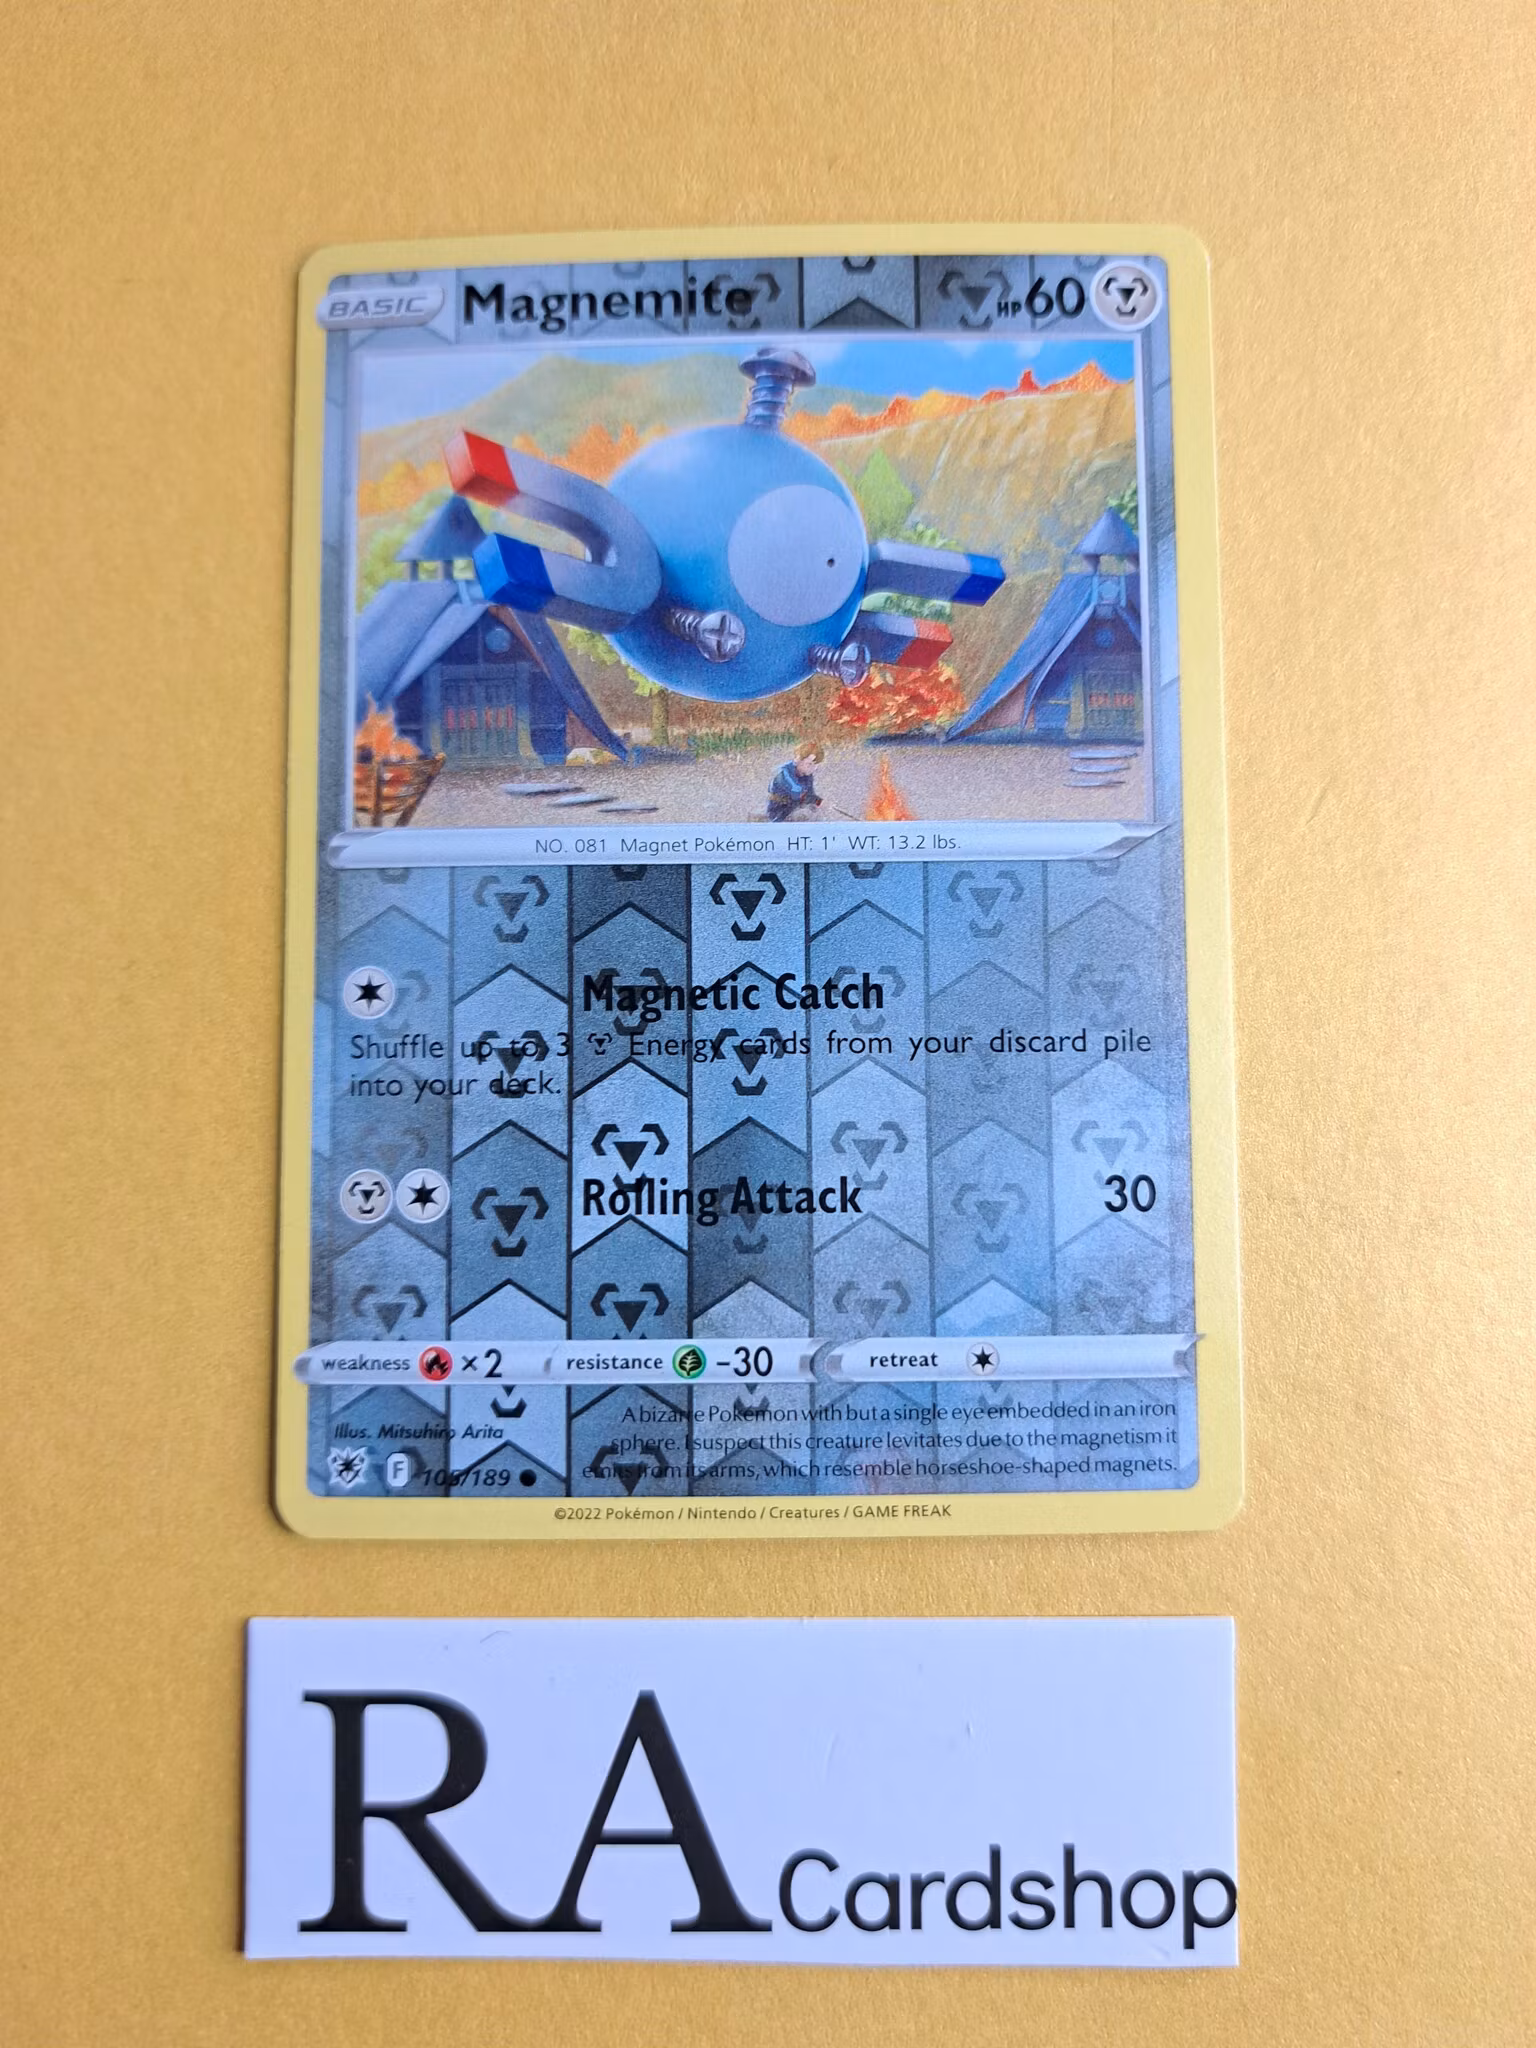 BASIC Magnemite HP 60
NO. 081 Magnet Pokémon HT: 1' WT: 13.2 lbs.
Magnetic Catch
Shuffle up to 3 Energy cards from your discard pile
into your deck.
Rolling Attack 30
weakness ×2 resistance -30 retreat
Illus. Mitsuhiro Arita
A bizarre Pokémon with but a single eye embedded in an iron
sphere. I suspect this creature levitates due to the magnetism it
emits from its arms, which resemble horseshoe-shaped magnets.
F /189
©2022 Pokémon / Nintendo / Creatures / GAME FREAK
RA Cardshop